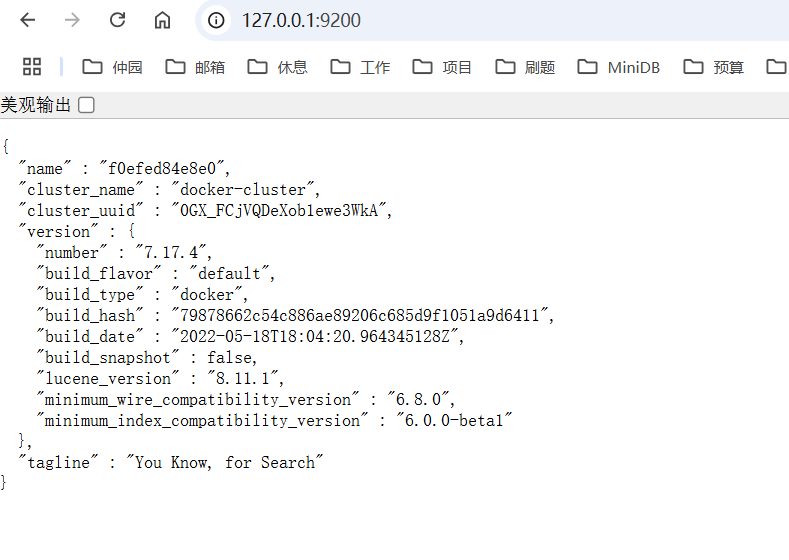 127.0.0.1:9200
仲园 邮箱 休息 工作 项目 刷题 MiniDB 预算
美观输出
{
  "name" : "f0efed84e8e0",
  "cluster_name" : "docker-cluster",
  "cluster_uuid" : "OGX_FCjVQDeXob1ewe3WkA",
  "version" : {
    "number" : "7.17.4",
    "build_flavor" : "default",
    "build_type" : "docker",
    "build_hash" : "79878662c54c886ae89206c685d9f1051a9d6411",
    "build_date" : "2022-05-18T18:04:20.964345128Z",
    "build_snapshot" : false,
    "lucene_version" : "8.11.1",
    "minimum_wire_compatibility_version" : "6.8.0",
    "minimum_index_compatibility_version" : "6.0.0-beta1"
  },
  "tagline" : "You Know, for Search"
}